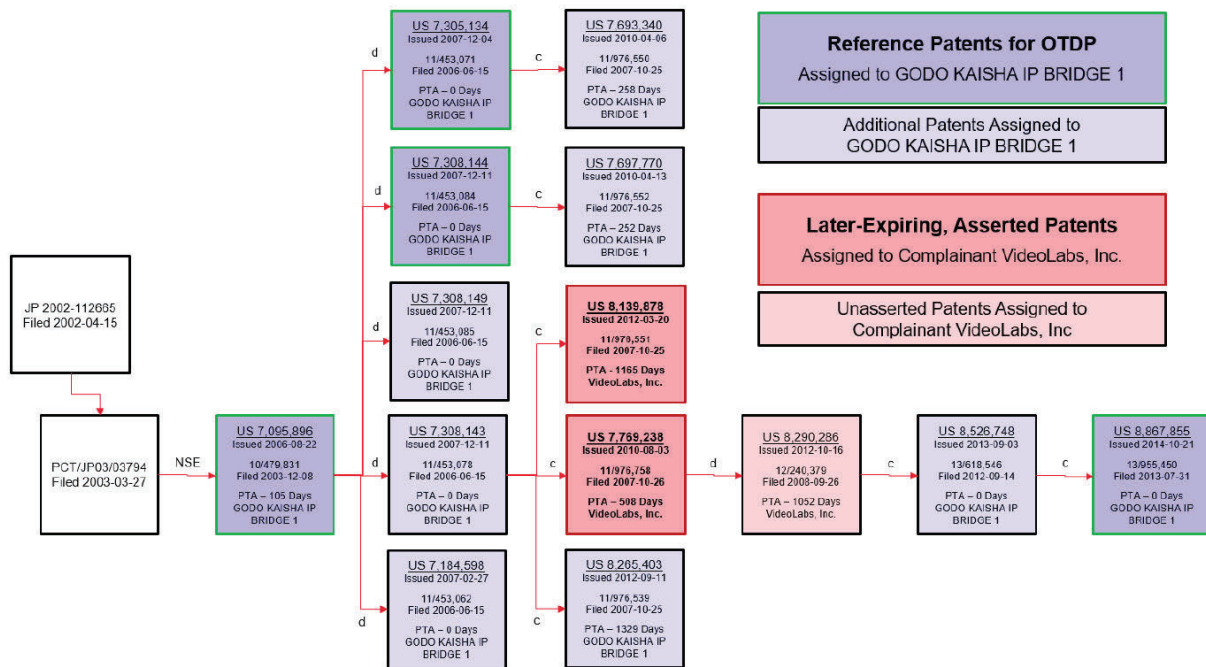 JP 2002-112665
Filed 2002-04-15
PCT/JP03/03794
Filed 2003-03-27
NSE
US 7,095,896
Issued 2006-08-22
10/479,831
Filed 2003-12-08
PTA – 105 Days
GODO KAISHA IP
BRIDGE 1
d
US 7,305,134
Issued 2007-12-04
11/453,071
Filed 2006-06-15
PTA – 0 Days
GODO KAISHA IP
BRIDGE 1
c
US 7,693,340
Issued 2010-04-06
11/976,550
Filed 2007-10-25
PTA – 258 Days
GODO KAISHA IP
BRIDGE 1
d
US 7,308,144
Issued 2007-12-11
11/453,084
Filed 2006-06-15
PTA – 0 Days
GODO KAISHA IP
BRIDGE 1
c
US 7,697,770
Issued 2010-04-13
11/976,552
Filed 2007-10-25
PTA – 252 Days
GODO KAISHA IP
BRIDGE 1
d
US 7,308,149
Issued 2007-12-11
11/453,085
Filed 2006-06-15
PTA – 0 Days
GODO KAISHA IP
BRIDGE 1
c
US 8,139,878
Issued 2012-03-20
11/976,551
Filed 2007-10-25
PTA - 1165 Days
VideoLabs, Inc.
d
US 7,308,143
Issued 2007-12-11
11/453,078
Filed 2006-06-15
PTA – 0 Days
GODO KAISHA IP
BRIDGE 1
c
US 7,769,238
Issued 2010-08-03
11/976,758
Filed 2007-10-26
PTA – 508 Days
VideoLabs, Inc.
d
US 8,290,286
Issued 2012-10-16
12/240,379
Filed 2008-09-26
PTA – 1052 Days
VideoLabs, Inc.
c
US 8,526,748
Issued 2013-09-03
13/618,546
Filed 2012-09-14
PTA – 0 Days
GODO KAISHA IP
BRIDGE 1
c
US 8,867,855
Issued 2014-10-21
13/955,450
Filed 2013-07-31
PTA – 0 Days
GODO KAISHA IP
BRIDGE 1
d
US 7,184,598
Issued 2007-02-27
11/453,062
Filed 2006-06-15
PTA – 0 Days
GODO KAISHA IP
BRIDGE 1
c
US 8,265,403
Issued 2012-09-11
11/976,539
Filed 2007-10-25
PTA – 1329 Days
GODO KAISHA IP
BRIDGE 1
Reference Patents for OTDP
Assigned to GODO KAISHA IP BRIDGE 1
Additional Patents Assigned to
GODO KAISHA IP BRIDGE 1
Later-Expiring, Asserted Patents
Assigned to Complainant VideoLabs, Inc.
Unasserted Patents Assigned to
Complainant VideoLabs, Inc